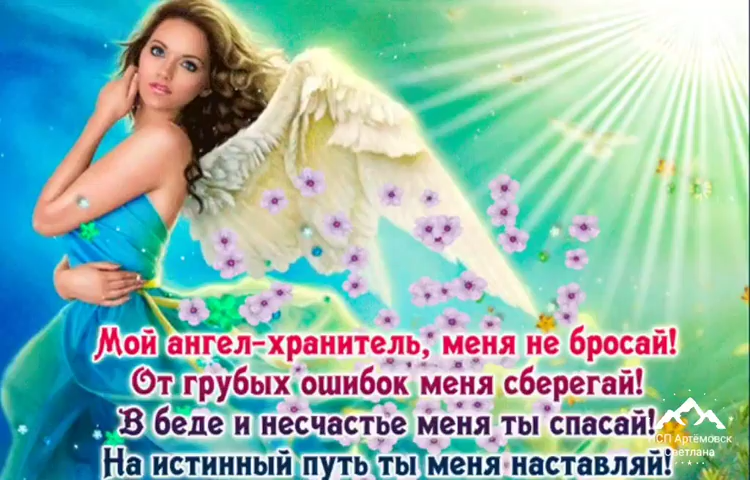 Мой ангел-хранитель, меня не бросай!
От грубых ошибок меня сберегай!
В беде и несчастье меня ты спасай!
На истинный путь ты меня наставляй!
ИСП Артёмовск
Светлана